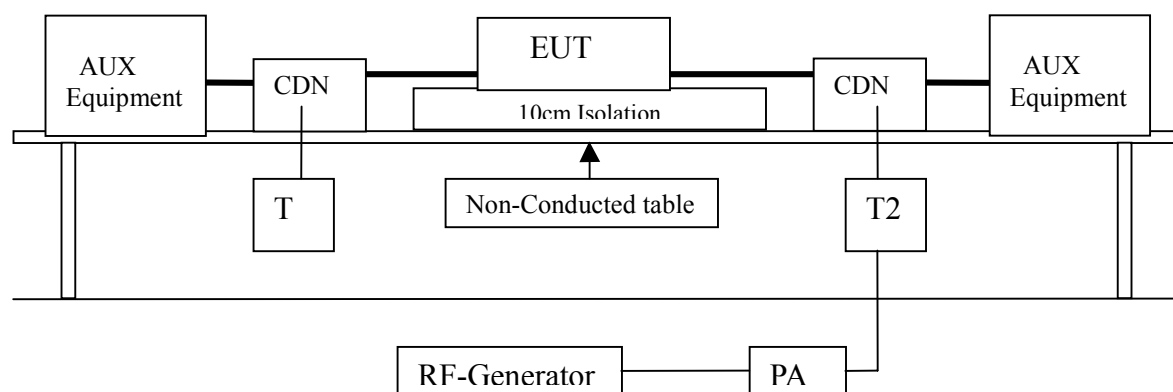 AUX
Equipment
CDN
EUT
10cm Isolation
CDN
AUX
Equipment
T
Non-Conducted table
T2
RF-Generator
PA